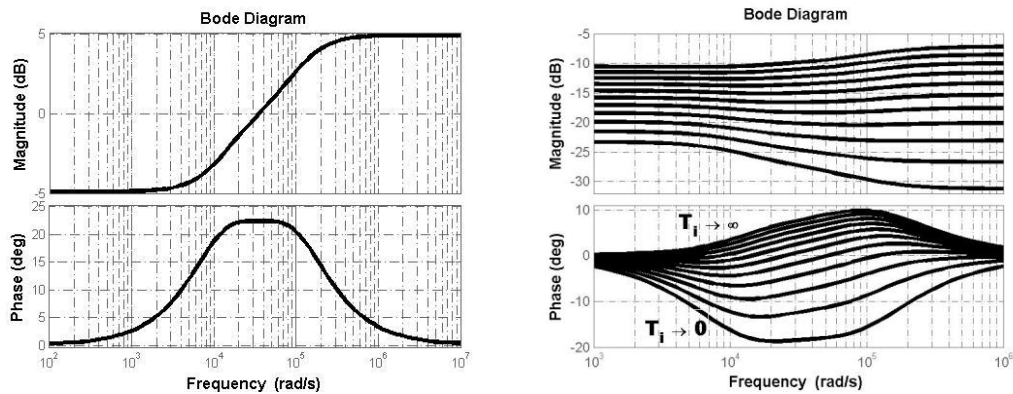 Bode Diagram
Magnitude (dB)
5
0
-5
Phase (deg)
25
20
15
10
5
0
10^2
10^3
10^4
10^5
10^6
10^7
Frequency (rad/s)
Bode Diagram
Magnitude (dB)
-5
-10
-15
-20
-25
-30
Phase (deg)
10
0
-10
-20
T_i → ∞
T_i → 0
10^3
10^4
10^5
10^6
Frequency (rad/s)